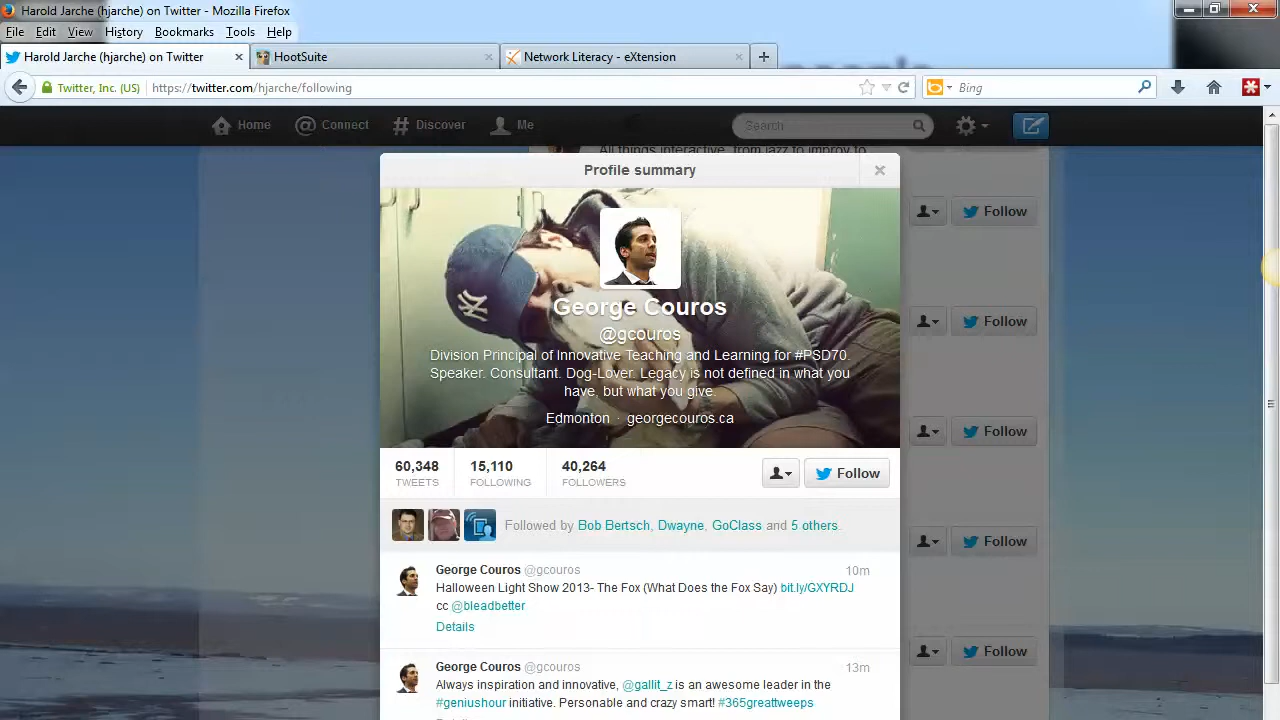 Harold Jarche (hjarche) on Twitter - Mozilla Firefox
File Edit View History Bookmarks Tools Help
Harold Jarche (hjarche) on Twitter × HootSuite × Network Literacy - eXtension × +
Twitter, Inc. (US) https://twitter.com/hjarche/following Bing
Home Connect Discover Me Search
All things interactive, from jazz to improv to
Profile summary ×
Follow
George Couros
@gcouros
Follow
Division Principal of Innovative Teaching and Learning for #PSD70.
Speaker. Consultant. Dog-Lover. Legacy is not defined in what you
have, but what you give.
Edmonton · georgecouros.ca
Follow
60,348 15,110 40,264
TWEETS FOLLOWING FOLLOWERS
Follow
Followed by Bob Bertsch, Dwayne, GoClass and 5 others.
Follow
George Couros @gcouros 10m
Halloween Light Show 2013- The Fox (What Does the Fox Say) bit.ly/GXYRDJ
cc @bleadbetter
Details
Follow
George Couros @gcouros 13m
Always inspiration and innovative, @gallit_z is an awesome leader in the
#geniushour initiative. Personable and crazy smart! #365greattweeps